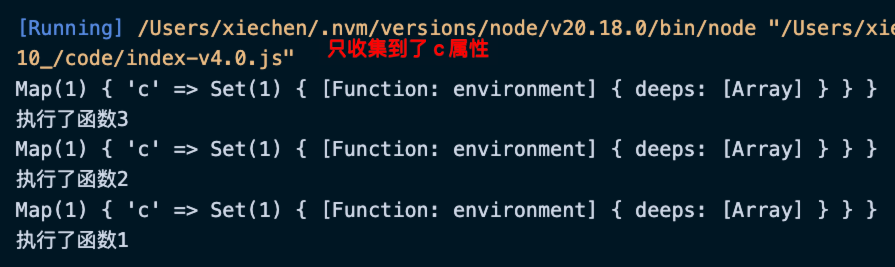 [Running] /Users/xiechen/.nvm/versions/node/v20.18.0/bin/node "/Users/xie
10_/code/index-v4.0.js"
只收集到了 c 属性
Map(1) { 'c' => Set(1) { [Function: environment] { deeps: [Array] } } }
执行了函数3
Map(1) { 'c' => Set(1) { [Function: environment] { deeps: [Array] } } }
执行了函数2
Map(1) { 'c' => Set(1) { [Function: environment] { deeps: [Array] } } }
执行了函数1